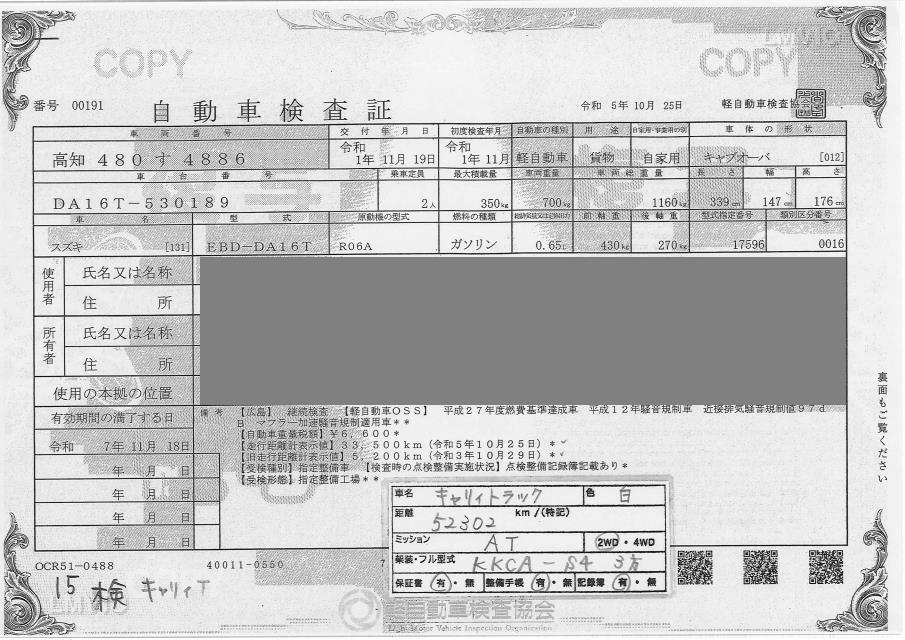 COPY COPY
番号 00191 自動車検査証 令和 5年 10月 25日 軽自動車検査協会
車両番号 交付年月日 初度検査年月 自動車の種別 用途 自家用・事業用の別 車体の形状
高知 480 す 4886 令和 1年 11月 19日 令和 1年 11月 軽自動車 貨物 自家用 キャブオーバ [012]
車台番号 乗車定員 最大積載量 車両重量 車両総重量 長さ 幅 高さ
DA16T-530189 2人 350kg 700kg 1160kg 339cm 147cm 176cm
車名 型式 原動機の型式 燃料の種類 総排気量又は定格出力 前軸重 後軸重 型式指定番号 類別区分番号
スズキ [131] EBD-DA16T R06A ガソリン 0.65L 430kg 270kg 17596 0016
使用者 氏名又は名称
住所
所有者 氏名又は名称
住所
使用の本拠の位置
有効期間の満了する日
令和 7年 11月 18日
年 月 日
年 月 日
年 月 日
年 月 日
備考 【広島】 継続検査 【軽自動車OSS】 平成27年度燃費基準達成車 平成12年騒音規制車 近接排気騒音規制値97d
B マフラー加速騒音規制適用車**
【自動車重量税額】¥6,600*
【走行距離計表示値】33,500km(令和5年10月25日)*
【旧走行距離計表示値】5,200km(令和3年10月29日)*
【受検種別】指定整備車 【検査時の点検整備実施状況】点検整備記録簿記載あり*
【受検形態】指定整備工場**
車名 キャリィトラック 色 白
距離 52302 km/(特記)
ミッション AT 2WD・4WD
架装・フル型式 KKCA-S4 3方
保証書 有・無 整備手帳 有・無 記録簿 有・無
裏面もご覧ください
OCR51-0488 40011-0550
15 検 キャリィT
軽自動車検査協会
Light Motor Vehicle Inspection Organization